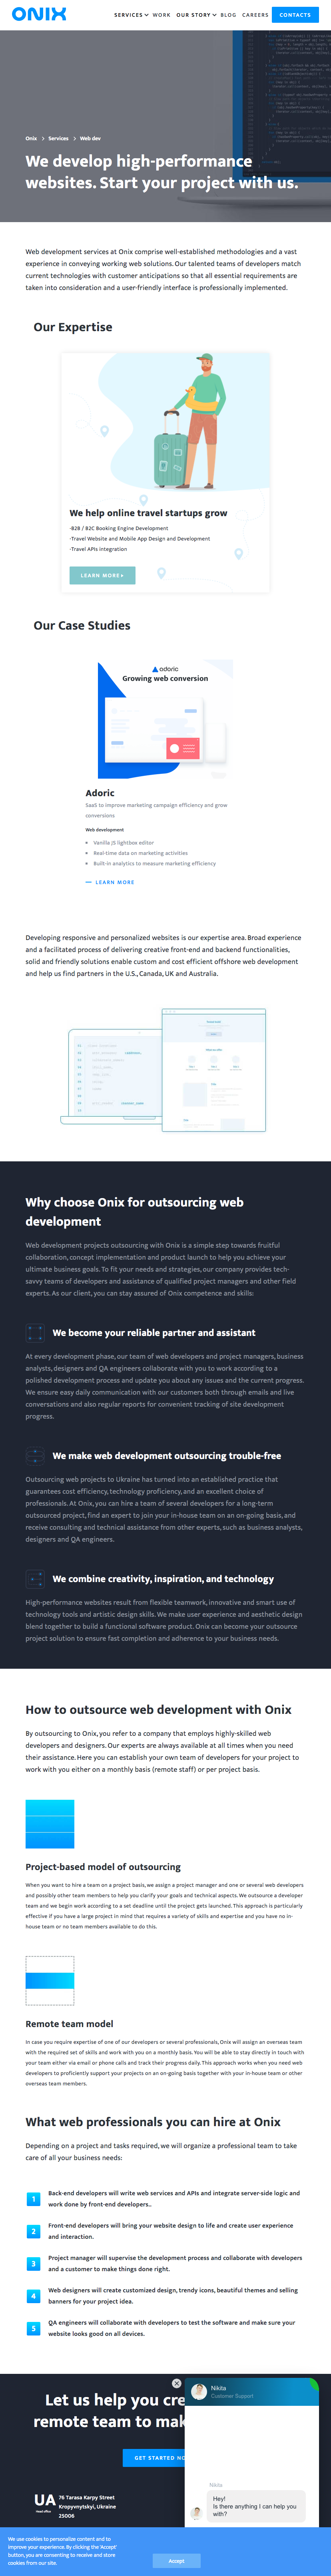 ONIX
SERVICES WORK OUR STORY BLOG CAREERS CONTACTS
Onix > Services > Web dev
We develop high-performance
websites. Start your project with us.
Web development services at Onix comprise well-established methodologies and a vast
experience in conveying working web solutions. Our talented teams of developers match
current technologies with customer anticipations so that all essential requirements are
taken into consideration and a user-friendly interface is professionally implemented.
Our Expertise
We help online travel startups grow
·B2B / B2C Booking Engine Development
·Travel Website and Mobile App Design and Development
·Travel APIs integration
LEARN MORE
Our Case Studies
adoric
Growing web conversion
Adoric
SaaS to improve marketing campaign efficiency and grow
conversions
Web development
Vanilla JS lightbox editor
Real-time data on marketing activities
Built-in analytics to measure marketing efficiency
LEARN MORE
Developing responsive and personalized websites is our expertise area. Broad experience
and a facilitated process of delivering creative front-end and backend functionalities,
solid and friendly solutions enable custom and cost efficient offshore web development
and help us find partners in the U.S., Canada, UK and Australia.
Why choose Onix for outsourcing web
development
Web development projects outsourcing with Onix is a simple step towards fruitful
collaboration, concept implementation and product launch to help you achieve your
ultimate business goals. To fit your needs and strategies, our company provides tech-
savvy teams of developers and assistance of qualified project managers and other field
experts. As our client, you can stay assured of Onix competence and skills:
We become your reliable partner and assistant
At every development phase, our team of web developers and project managers, business
analysts, designers and QA engineers collaborate with you to work according to a
polished development process and update you about any issues and the current progress.
We ensure easy daily communication with our customers both through emails and live
conversations and also regular reports for convenient tracking of site development
progress.
We make web development outsourcing trouble-free
Outsourcing web projects to Ukraine has turned into an established practice that
guarantees cost efficiency, technology proficiency, and an excellent choice of
professionals. At Onix, you can hire a team of several developers for a long-term
outsourced project, find an expert to join your in-house team on an on-going basis, and
receive consulting and technical assistance from other experts, such as business analysts,
designers and QA engineers.
We combine creativity, inspiration, and technology
High-performance websites result from flexible teamwork, innovative and smart use of
technology tools and artistic design skills. We make user experience and aesthetic design
blend together to build a functional software product. Onix can become your outsource
project solution to ensure fast completion and adherence to your business needs.
How to outsource web development with Onix
By outsourcing to Onix, you refer to a company that employs highly-skilled web
developers and designers. Our experts are always available at all times when you need
their assistance. Here you can establish your own team of developers for your project to
work with you either on a monthly basis (remote staff) or per project basis.
Project-based model of outsourcing
When you want to hire a team on a project basis, we assign a project manager and one or several web developers
and possibly other team members to help you clarify your goals and technical aspects. We outsource a developer
team and we begin work according to a set deadline until the project gets launched. This approach is particularly
effective if you have a large project in mind that requires a variety of skills and expertise and you have no in-
house team or no team members available to do this.
Remote team model
In case you require expertise of one of our developers or several professionals, Onix will assign an overseas team
with the required set of skills and work with you on a monthly basis. You will be able to stay directly in touch with
your team either via email or phone calls and track their progress daily. This approach works when you need web
developers to proficiently support your projects on an on-going basis together with your in-house team or other
overseas team members.
What web professionals you can hire at Onix
Depending on a project and tasks required, we will organize a professional team to take
care of all your business needs:
1 Back-end developers will write web services and APIs and integrate server-side logic and
work done by front-end developers..
2 Front-end developers will bring your website design to life and create user experience
and interaction.
3 Project manager will supervise the development process and collaborate with developers
and a customer to make things done right.
4 Web designers will create customized design, trendy icons, beautiful themes and selling
banners for your project idea.
5 QA engineers will collaborate with developers to test the software and make sure your
website looks good on all devices.
Let us help you cre
remote team to ma
GET STARTED NO
Nikita
Customer Support
Nikita
Hey!
Is there anything I can help you
with?
UA
Head office
76 Tarasa Karpy Street
Kropyvnytskyi, Ukraine
25006
We use cookies to personalize content and to
improve your experience. By clicking the 'Accept'
button, you are consenting to receive and store
cookies from our site.
Accept